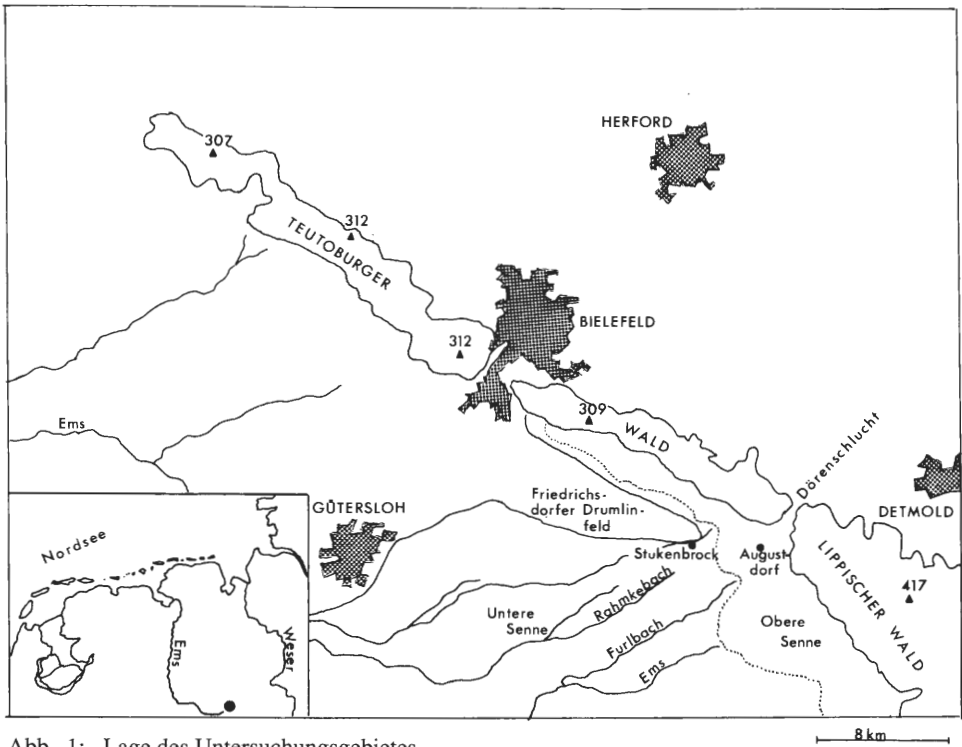 HERFORD
307
312
TEUTOBURGER
312
BIELEFELD
309
WALD
Dörenschlucht
Ems
DETMOLD
GÜTERSLOH
Friedrichs-
dorfer Drumlin-
feld
Stukenbrock
August
dorf
LIPPISCHER WALD
417
Nordsee
Ems
Weser
Untere
Senne
Rahmkebach
Furlbach
Ems
Obere
Senne
8 km
Abb. 1: Lage des Untersuchungsgebietes